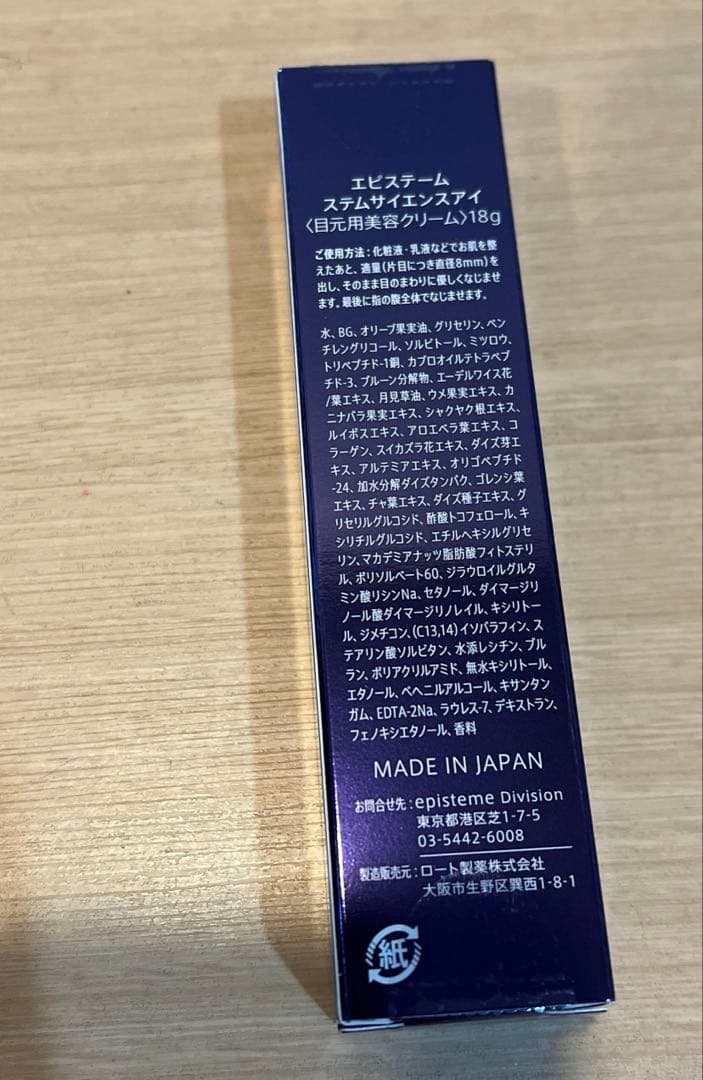 エピステーム
ステムサイエンスアイ
〈目元用美容クリーム〉18g
ご使用方法：化粧液・乳液などでお肌を整
えたあと、適量（片目につき直径8mm）を
出し、そのまま目のまわりに優しくなじませ
ます。最後に指の腹全体でなじませます。
水、BG、オリーブ果実油、グリセリン、ペン
チレングリコール、ソルビトール、ミツロウ、
トリペプチド-1銅、カプロオイルテトラペプ
チド-3、プルーン分解物、エーデルワイス花
/葉エキス、月見草油、ウメ果実エキス、カ
ニナバラ果実エキス、シャクヤク根エキス、
ルイボスエキス、アロエベラ葉エキス、コ
ラーゲン、スイカズラ花エキス、ダイズ芽エ
キス、アルテミアエキス、オリゴペプチド
-24、加水分解ダイズタンパク、ゴレンシ葉
エキス、チャ葉エキス、ダイズ種子エキス、グ
リセリルグルコシド、酢酸トコフェロール、キ
シリチルグルコシド、エチルヘキシルグリセ
リン、マカデミアナッツ脂肪酸フィトステリ
ル、ポリソルベート60、ジラウロイルグルタ
ミン酸リシンNa、セタノール、ダイマージリ
ノール酸ダイマージリノレイル、キシリトー
ル、ジメチコン、(C13,14)イソパラフィン、ス
テアリン酸ソルビタン、水添レシチン、プル
ラン、ポリアクリルアミド、無水キシリトール、
エタノール、ベヘニルアルコール、キサンタン
ガム、EDTA-2Na、ラウレス-7、デキストラン、
フェノキシエタノール、香料
MADE IN JAPAN
お問合せ先：episteme Division
東京都港区芝1-7-5
03-5442-6008
製造販売元：ロート製薬株式会社
大阪市生野区巽西1-8-1
紙